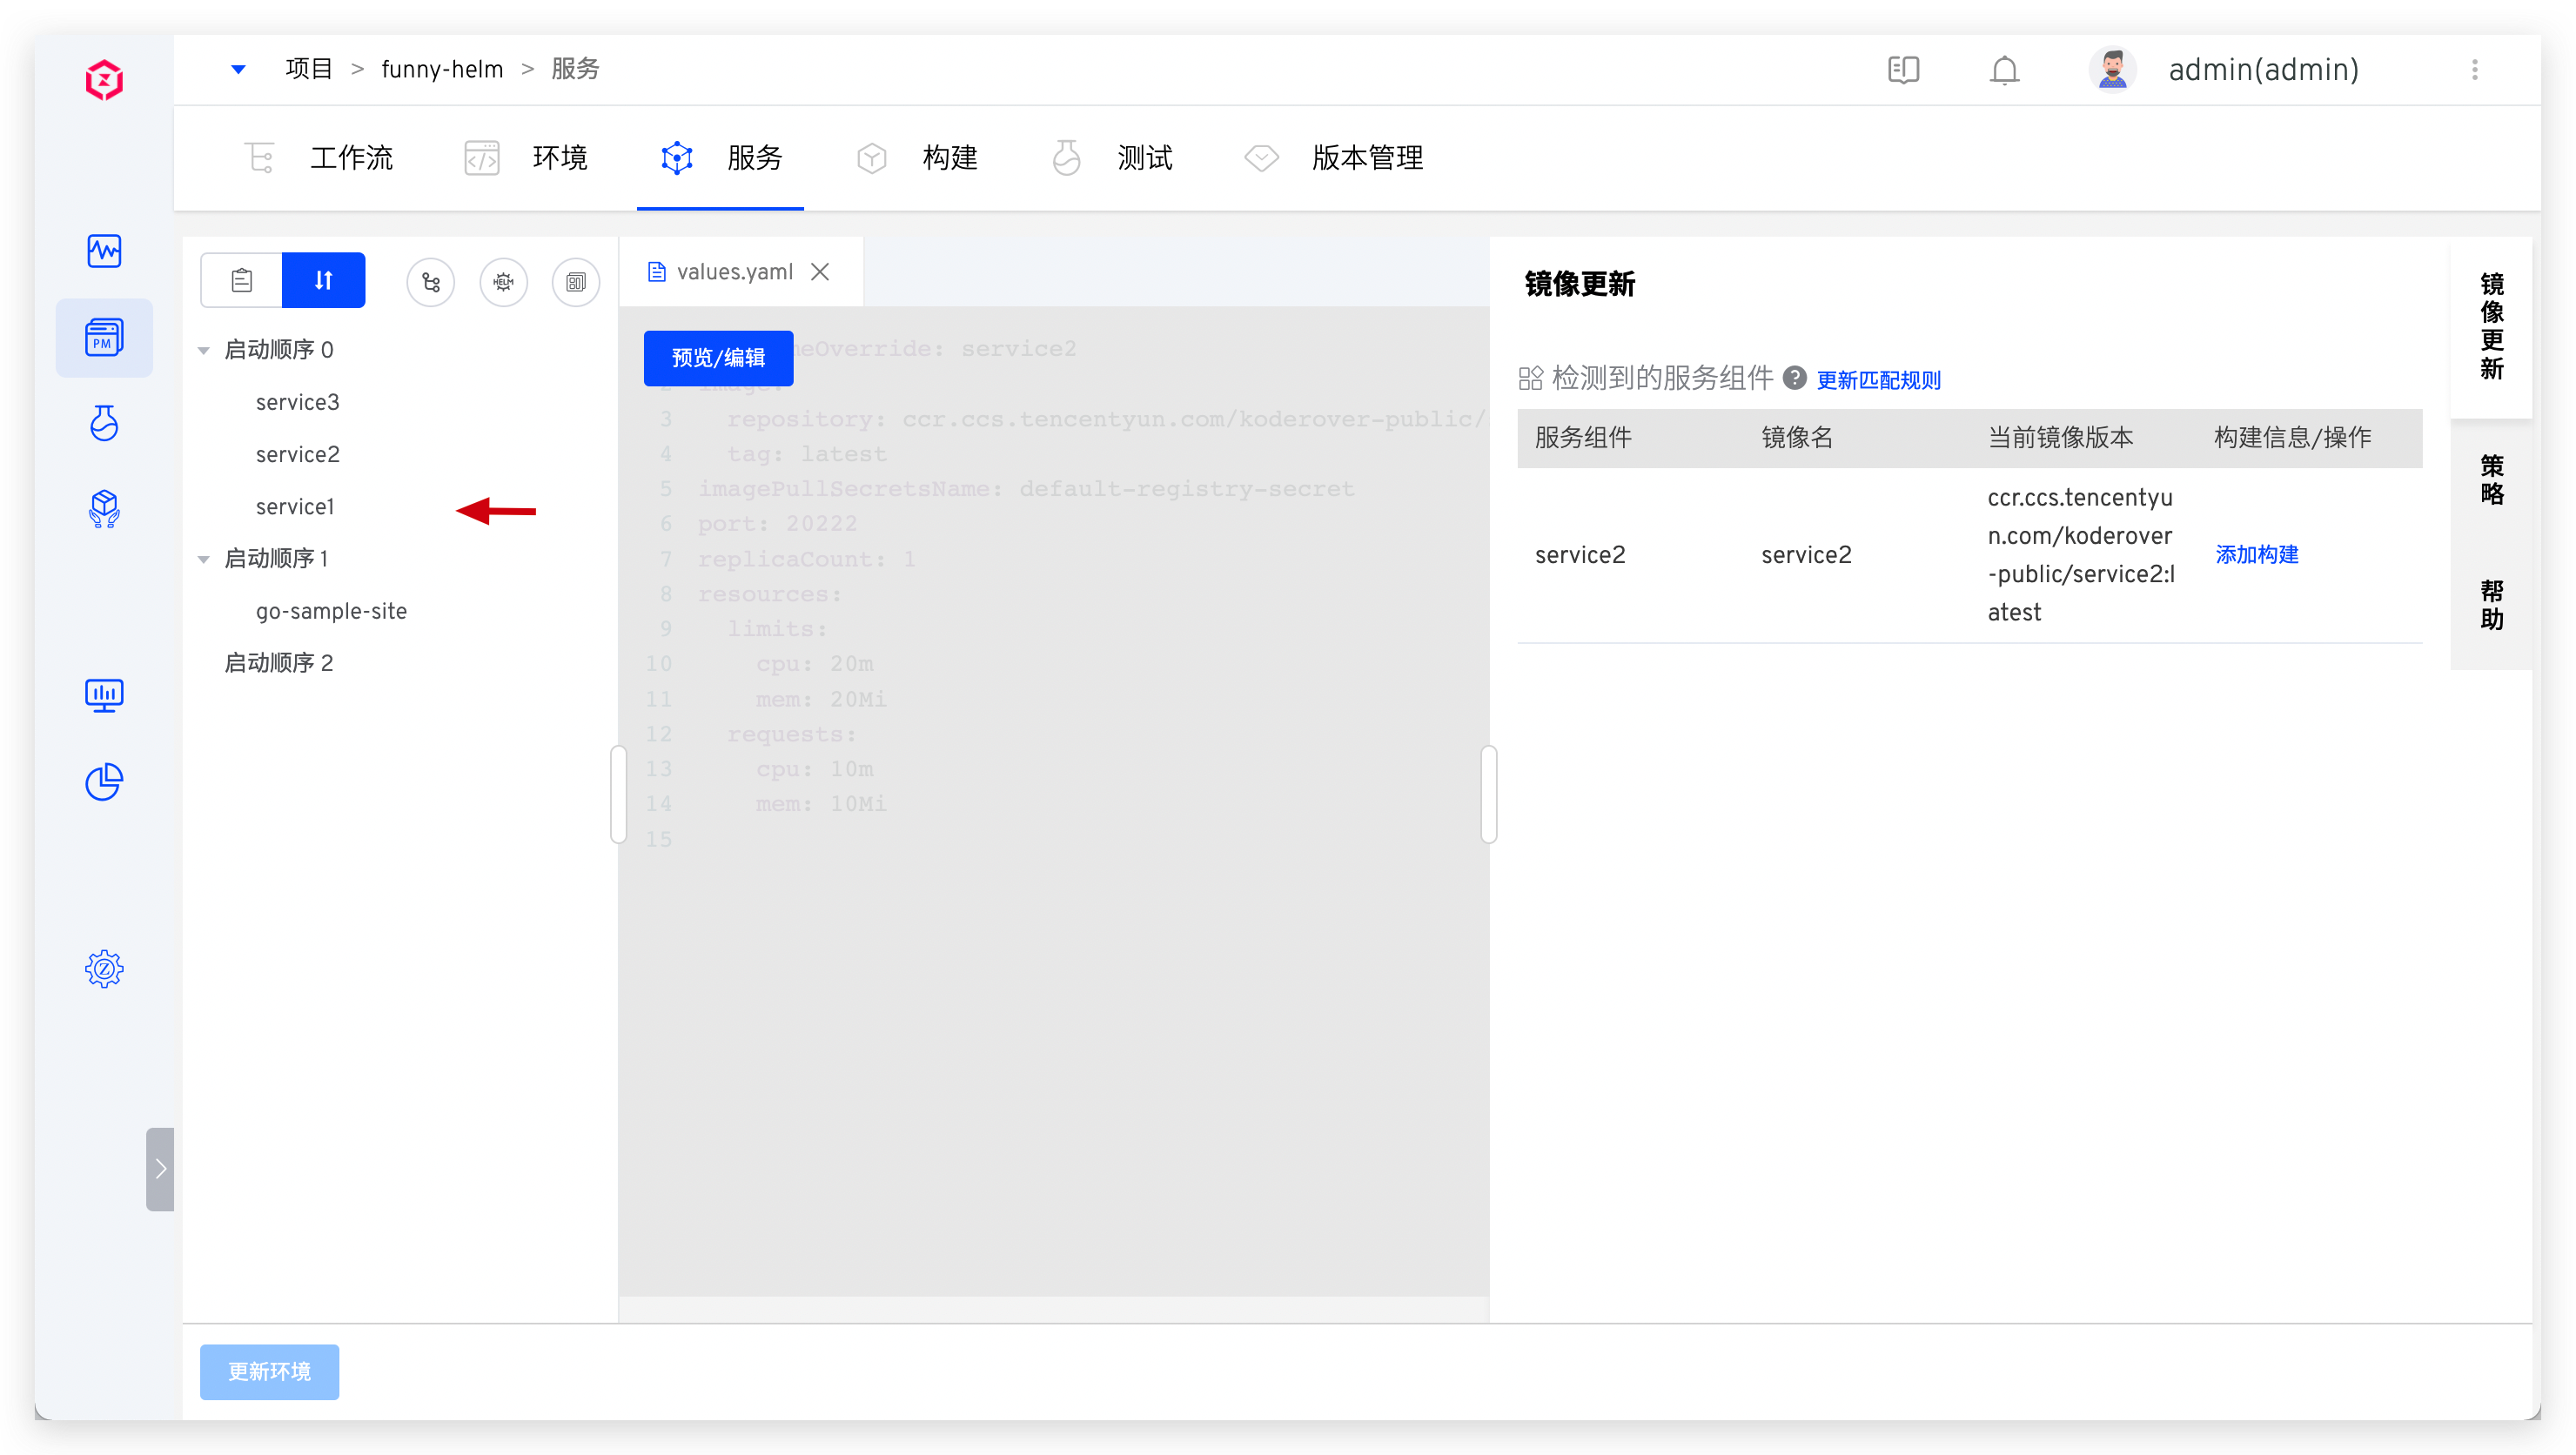 项目 > funny-helm > 服务
admin(admin)
工作流
环境
服务
构建
测试
版本管理
PM
HELM
启动顺序 0
service3
service2
service1
启动顺序 1
go-sample-site
启动顺序 2
values.yaml
预览/编辑
meOverride: service2
2 image:
3 repository: ccr.ccs.tencentyun.com/koderover-public/
4 tag: latest
5 imagePullSecretsName: default-registry-secret
6 port: 20222
7 replicaCount: 1
8 resources:
9 limits:
10 cpu: 20m
11 mem: 20Mi
12 requests:
13 cpu: 10m
14 mem: 10Mi
15
镜像更新
检测到的服务组件 ? 更新匹配规则
服务组件 镜像名 当前镜像版本 构建信息/操作
service2 service2
ccr.ccs.tencentyu
n.com/koderover
-public/service2:l
atest
添加构建
镜像更新
策略
帮助
更新环境